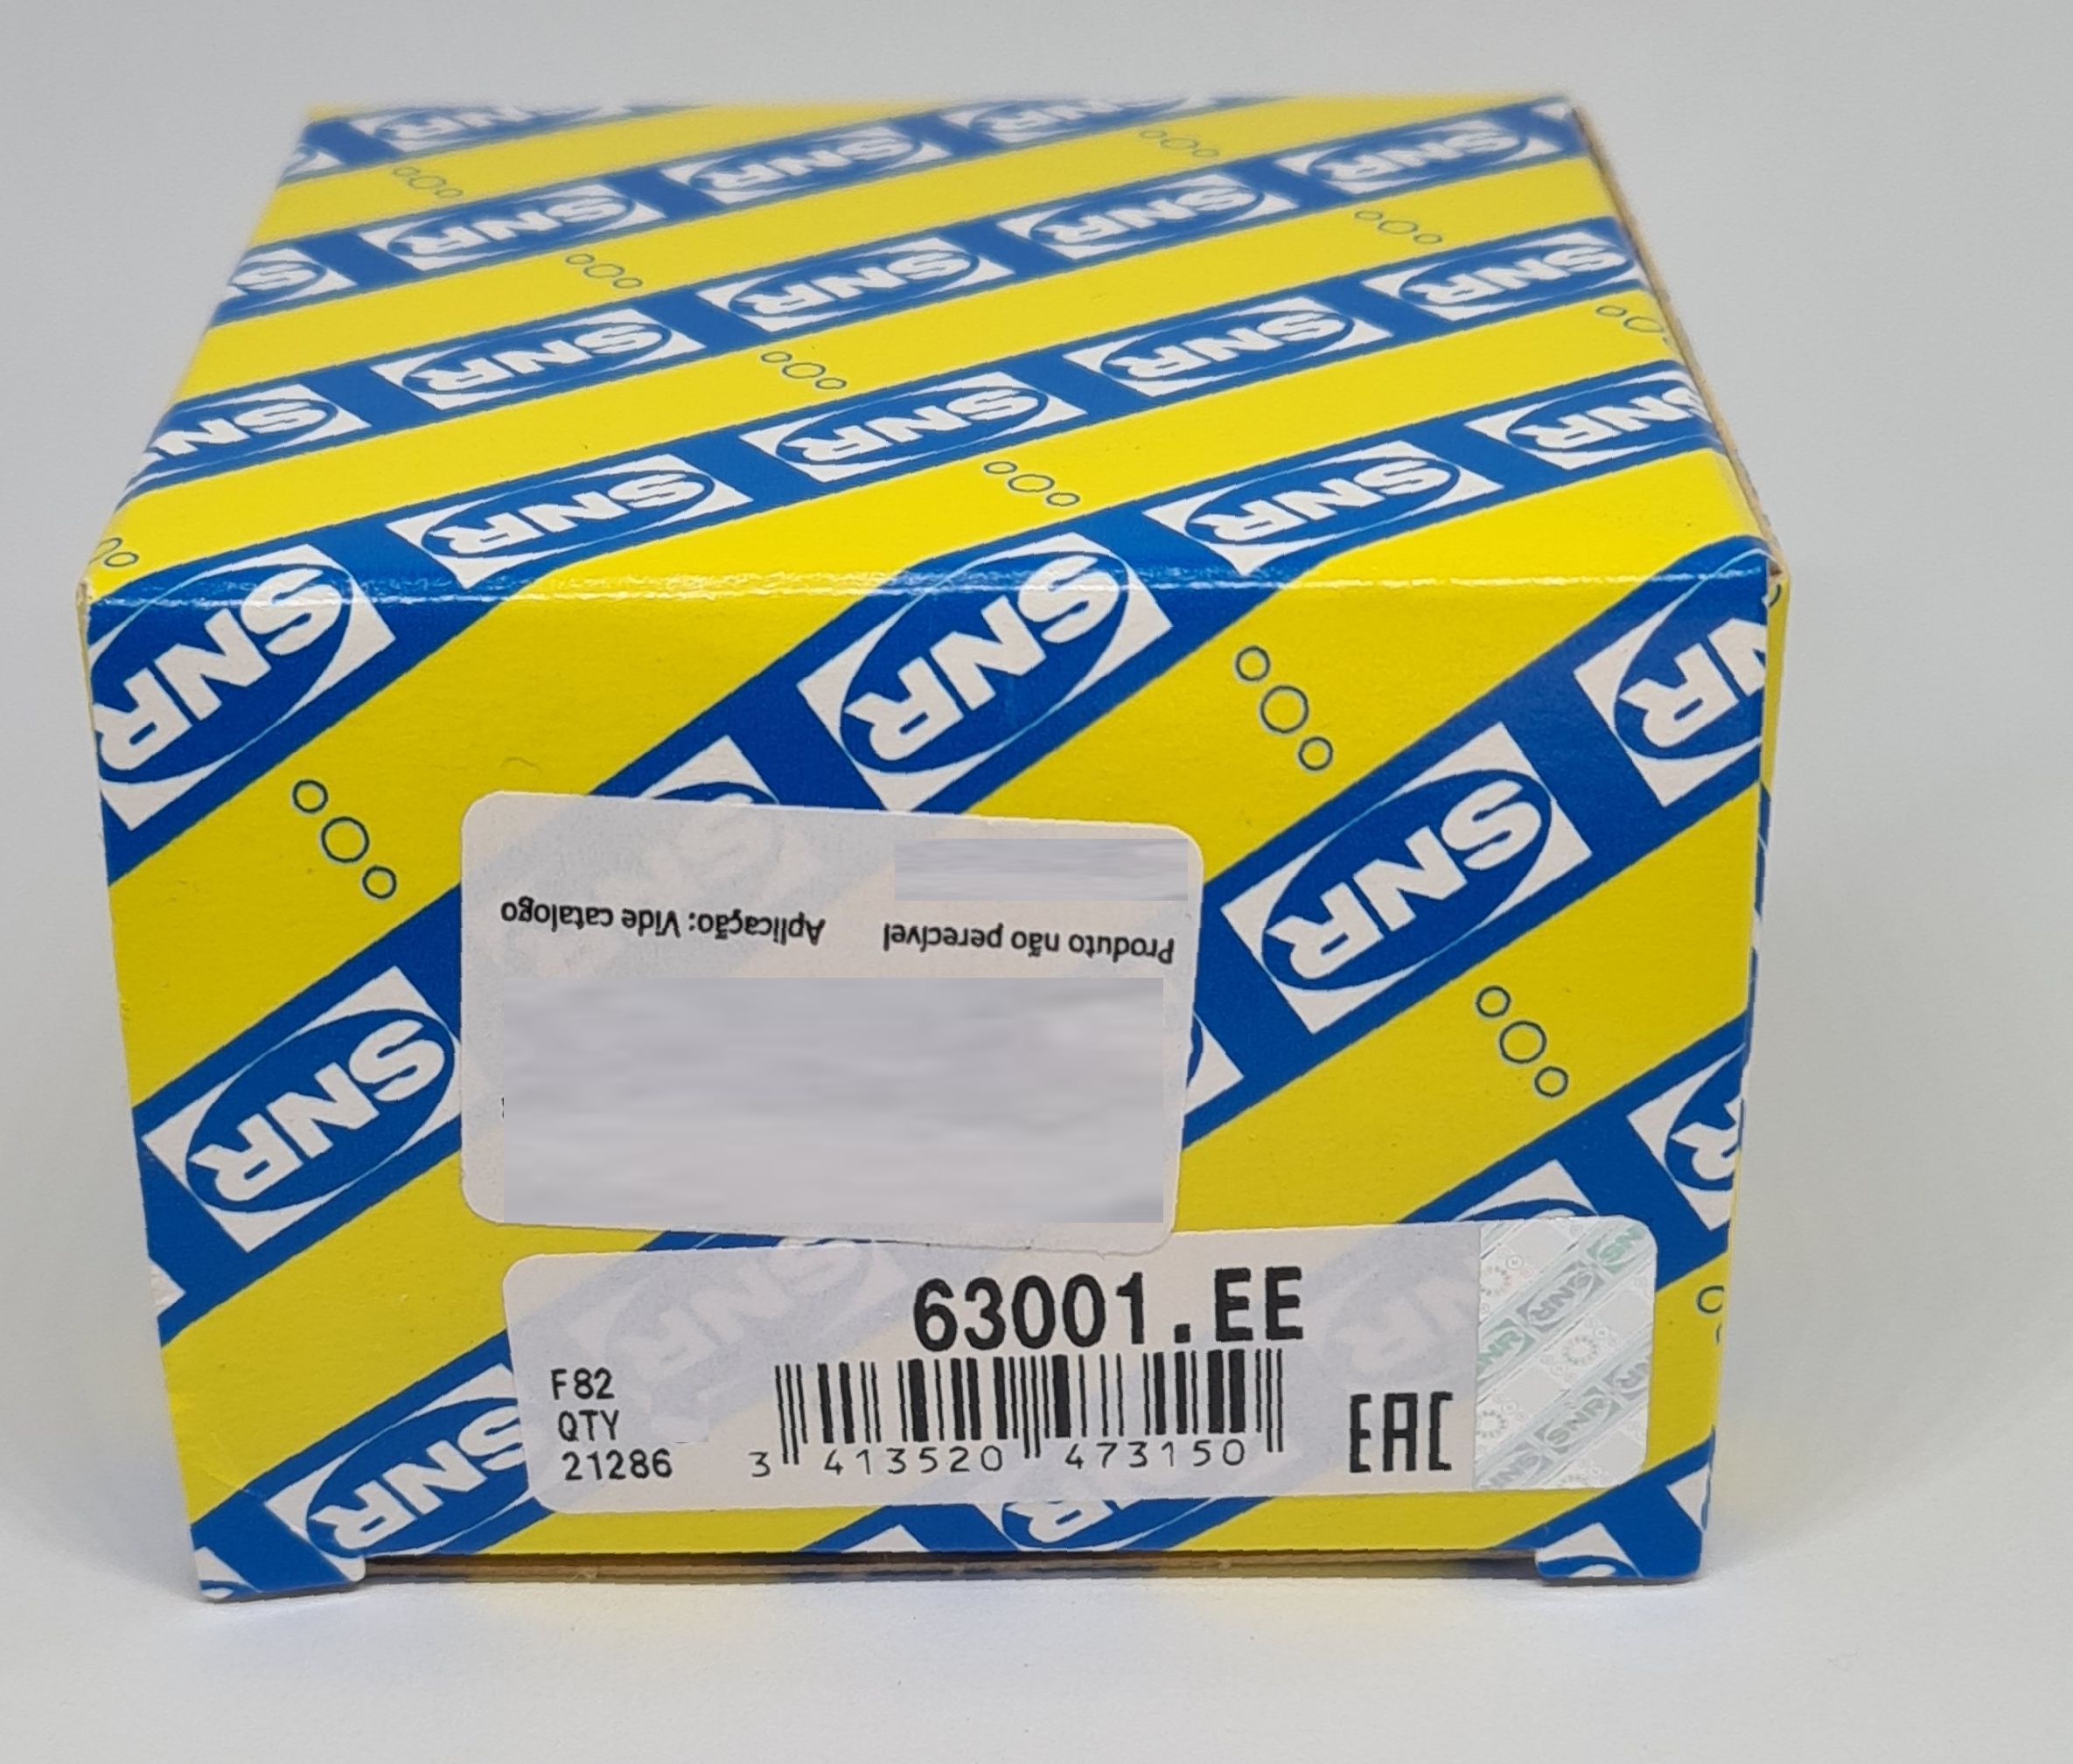 SNR
Produto não perecível Aplicação: Vide catalogo
63001.EE
F82
QTY
21286
3 413520 473150
EAC